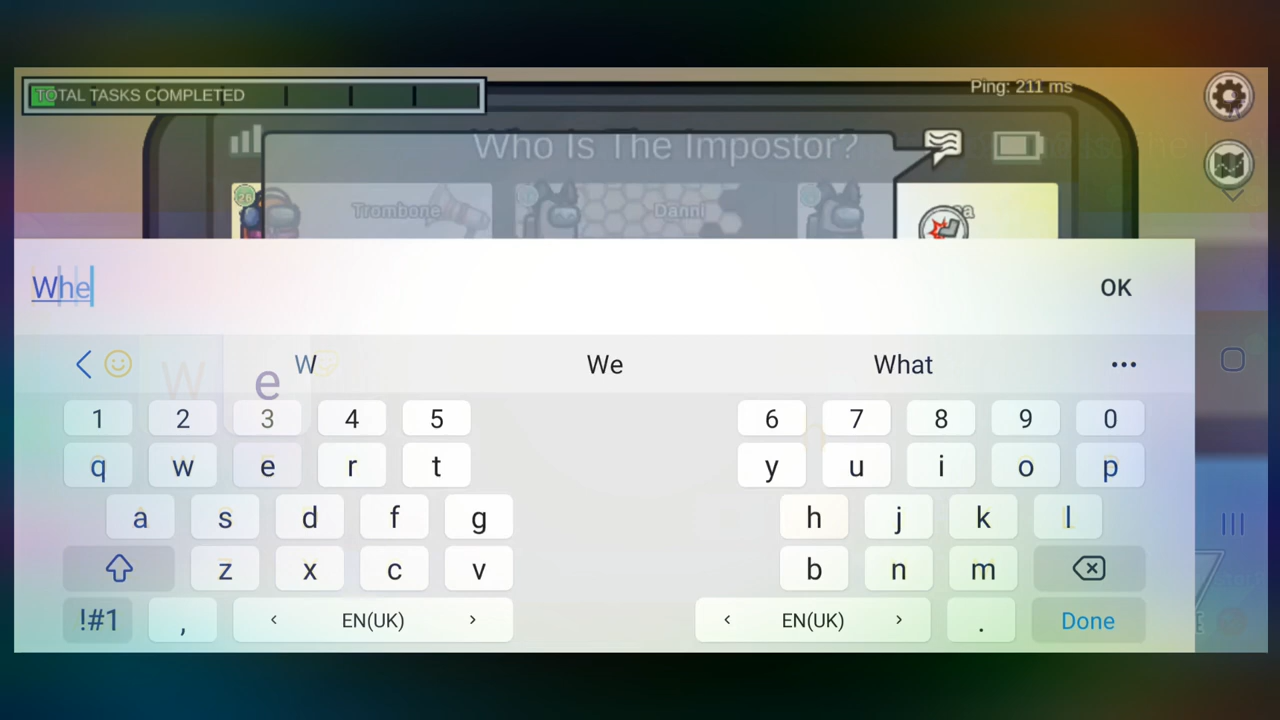 TOTAL TASKS COMPLETED
Ping: 211 ms
Who Is The Impostor?
Trombone
Danni
Whe
OK
W We What
e
1 2 3 4 5 6 7 8 9 0
q w e r t y u i o p
a s d f g h j k l
z x c v b n m
!#1 , < EN(UK) > < EN(UK) > . Done